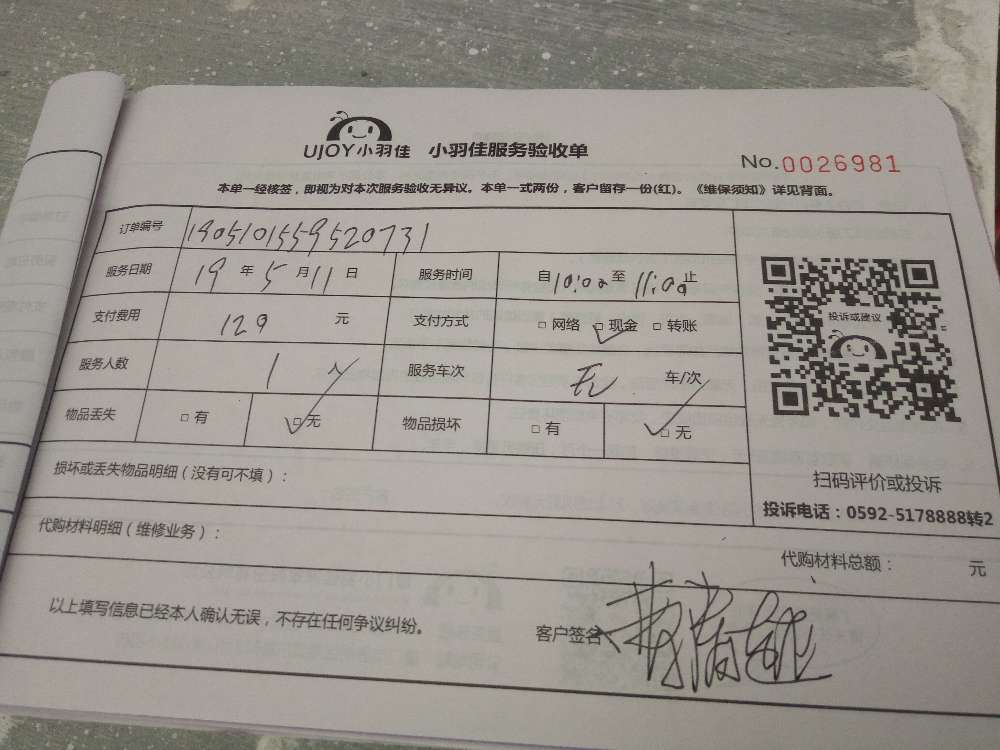 UJOY小羽佳 小羽佳服务验收单
No.0026981
本单一经核签，即视为对本次服务验收无异议。本单一式两份，客户留存一份(红)。《维保须知》详见背面。
订单编号 1905101559520731
服务日期 19 年 5 月 11 日 服务时间 自10:00至11:00止
支付费用 129 元 支付方式 □ 网络 □ 现金 □ 转账
服务人数 1 人 服务车次 无 车/次
物品丢失 □ 有 □ 无 物品损坏 □ 有 □ 无
投诉或建议
扫码评价或投诉
投诉电话：0592-5178888转2
损坏或丢失物品明细（没有可不填）：
代购材料明细（维修业务）：
代购材料总额： 元
以上填写信息已经本人确认无误，不存在任何争议纠纷。
客户签名